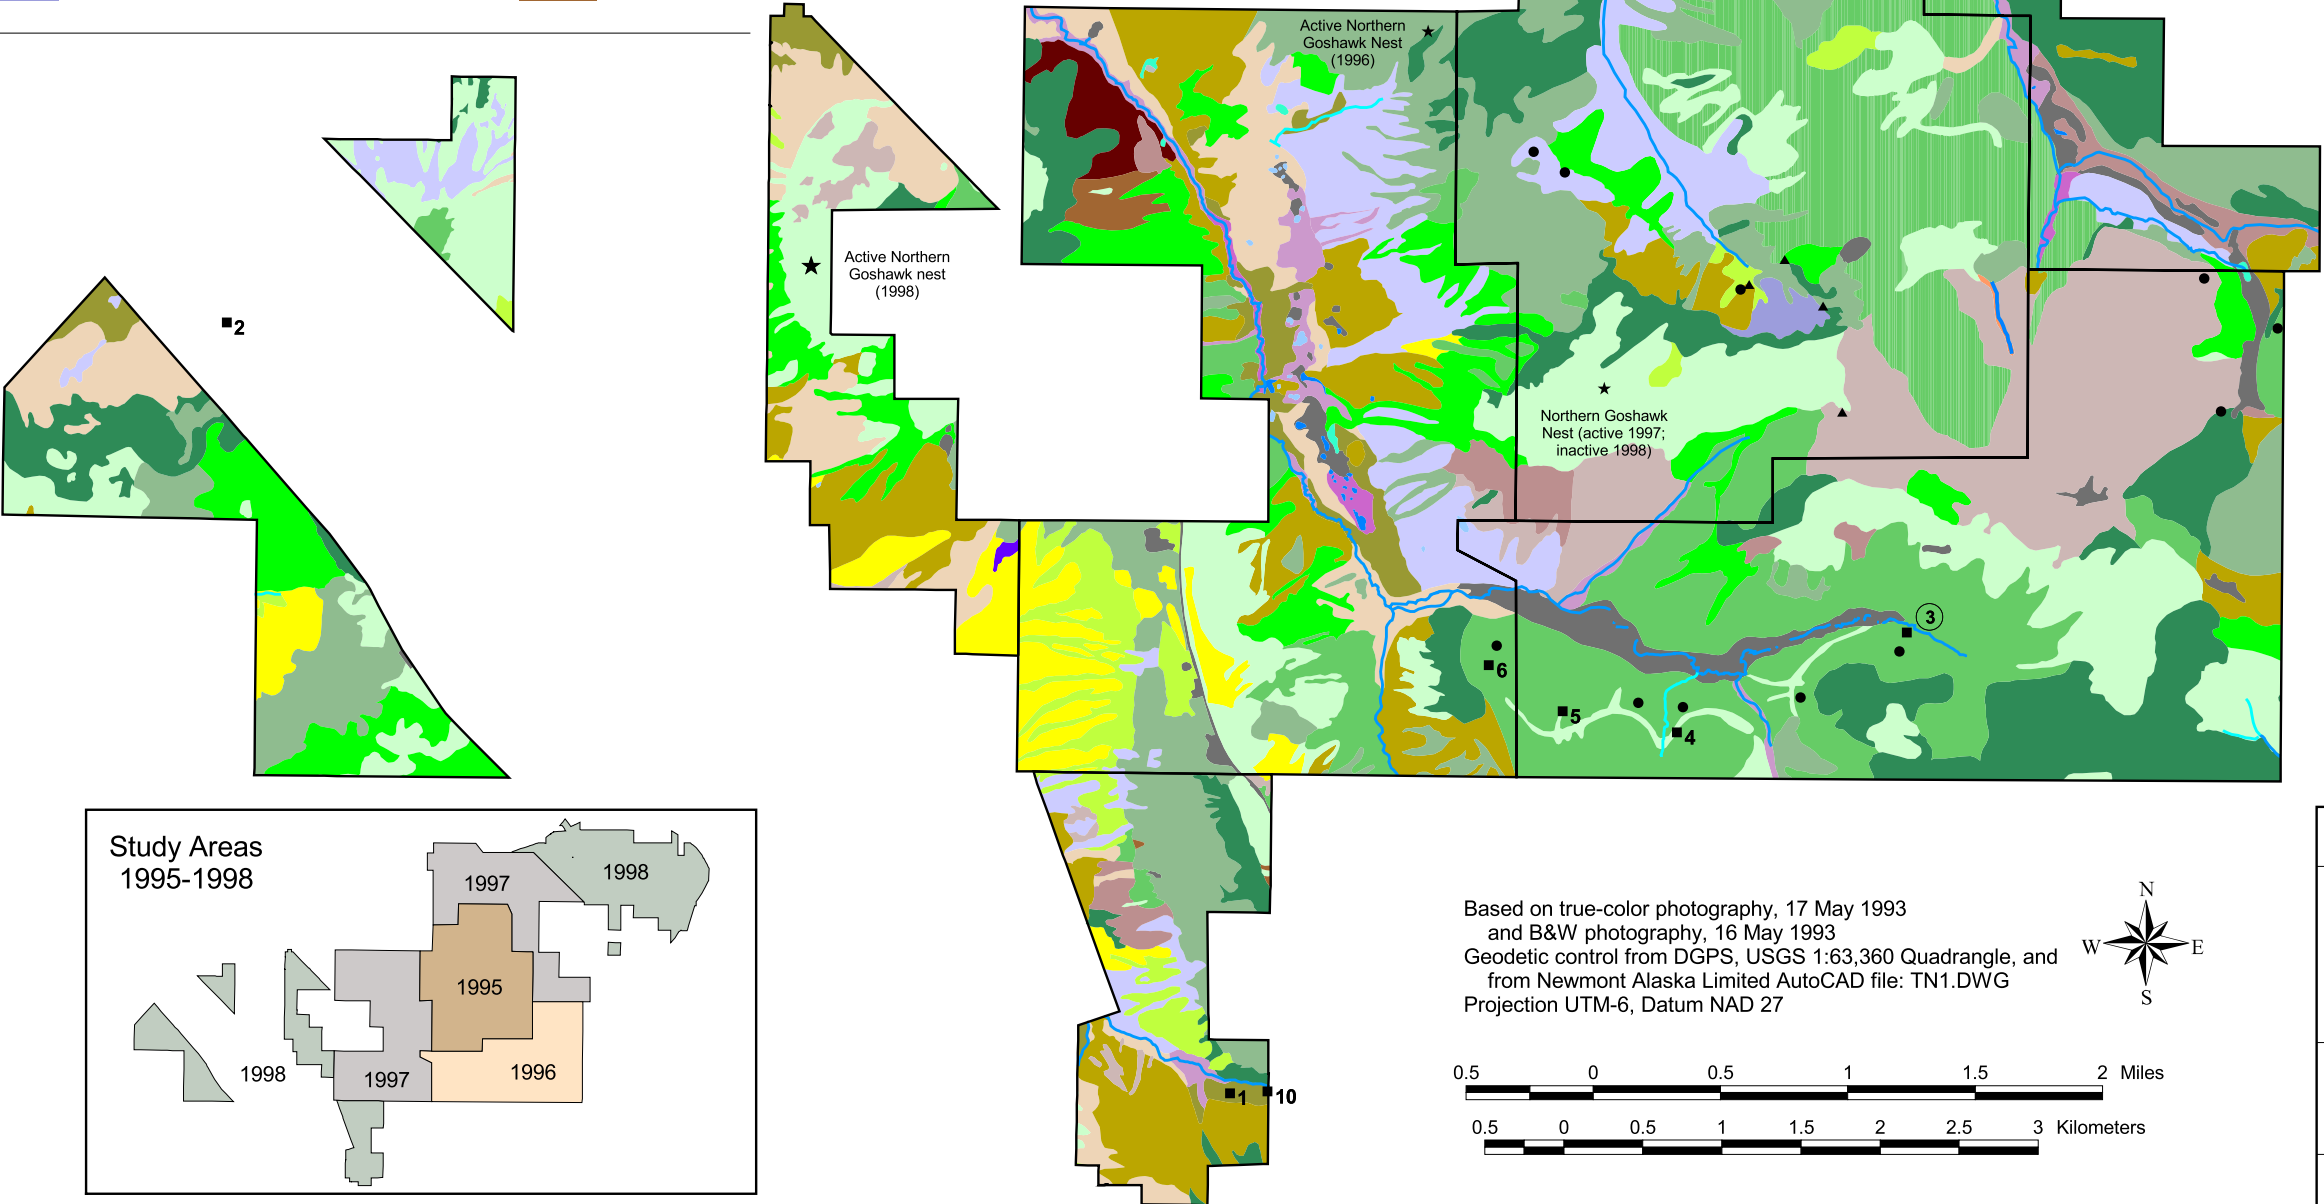 Active Northern
Goshawk Nest
(1996)
Active Northern
Goshawk nest
(1998)
2
Northern Goshawk
Nest (active 1997;
inactive 1998)
3
6
5
4
1
10
Study Areas
1995-1998
1997
1998
1995
1996
1998
1997
Based on true-color photography, 17 May 1993
and B&W photography, 16 May 1993
Geodetic control from DGPS, USGS 1:63,360 Quadrangle, and
from Newmont Alaska Limited AutoCAD file: TN1.DWG
Projection UTM-6, Datum NAD 27
N
W E
S
0.5 0 0.5 1 1.5 2 Miles
0.5 0 0.5 1 1.5 2 2.5 3 Kilometers